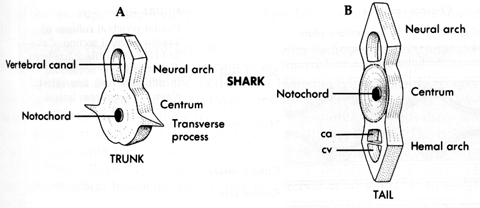 A
Vertebral canal
Neural arch
Centrum
Notochord
Transverse
process
TRUNK
SHARK
B
Neural arch
Notochord
Centrum
ca
cv
Hemal arch
TAIL